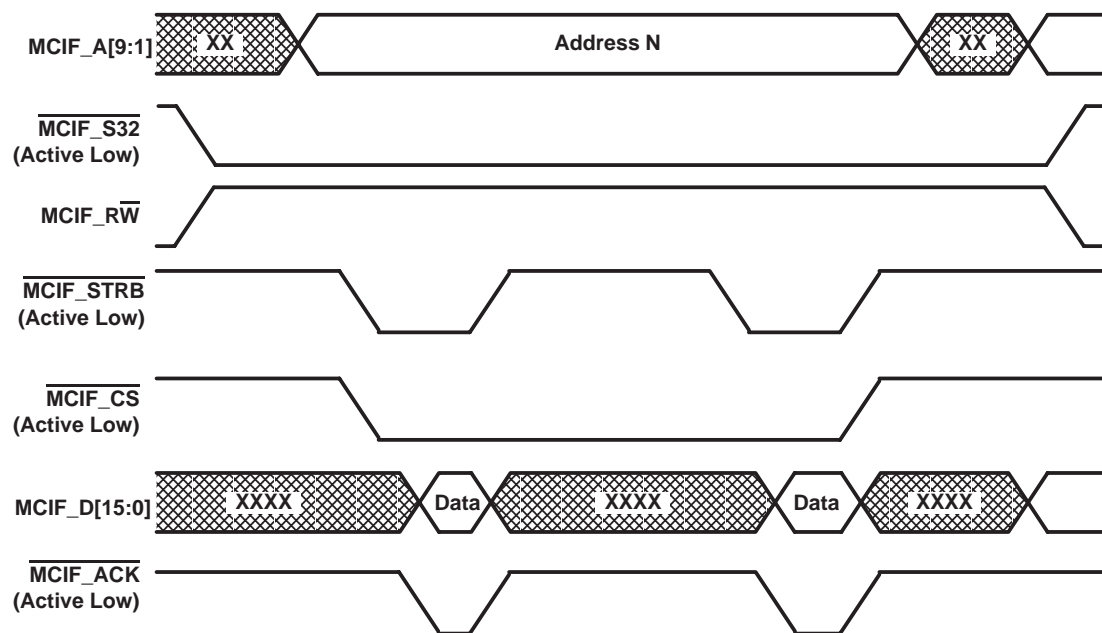 MCIF_A[9:1]
XX
Address N
XX
MCIF_S32
(Active Low)
MCIF_RW
MCIF_STRB
(Active Low)
MCIF_CS
(Active Low)
MCIF_D[15:0]
XXXX
Data
XXXX
Data
XXXX
MCIF_ACK
(Active Low)